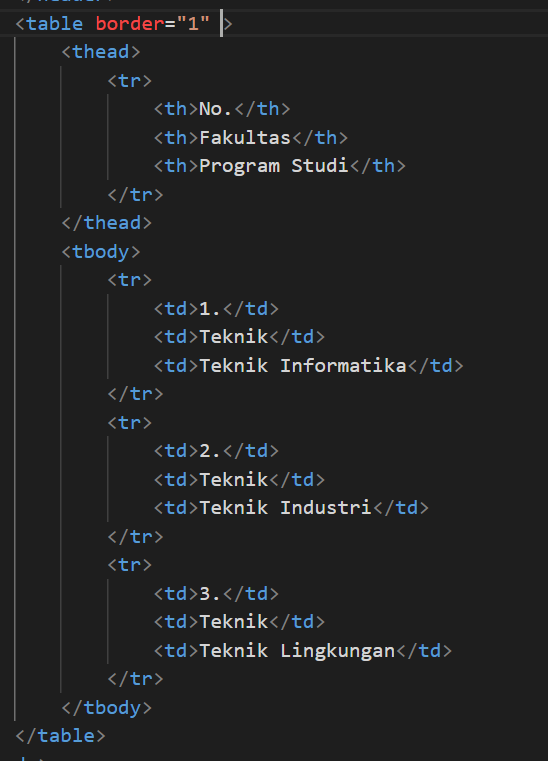 <table border="1" >
<thead>
<tr>
<th>No.</th>
<th>Fakultas</th>
<th>Program Studi</th>
</tr>
</thead>
<tbody>
<tr>
<td>1.</td>
<td>Teknik</td>
<td>Teknik Informatika</td>
</tr>
<tr>
<td>2.</td>
<td>Teknik</td>
<td>Teknik Industri</td>
</tr>
<tr>
<td>3.</td>
<td>Teknik</td>
<td>Teknik Lingkungan</td>
</tr>
</tbody>
</table>